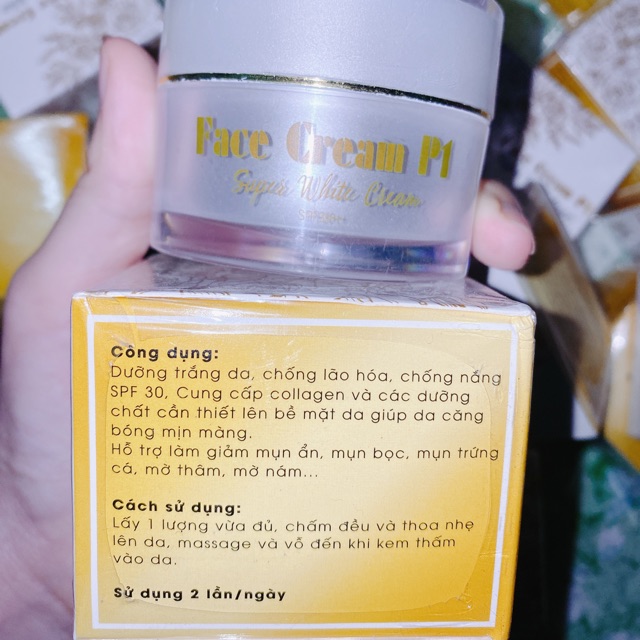 Face Cream P1
Super White Cream
Công dụng:
Dưỡng trắng da, chống lão hóa, chống nắng
SPF 30, Cung cấp collagen và các dưỡng
chất cần thiết lên bề mặt da giúp da căng
bóng mịn màng.
Hỗ trợ làm giảm mụn ẩn, mụn bọc, mụn trứng
cá, mờ thâm, mờ nám...
Cách sử dụng:
Lấy 1 lượng vừa đủ, chấm đều và thoa nhẹ
lên da, massage và vỗ đến khi kem thấm
vào da.
Sử dụng 2 lần/ngày